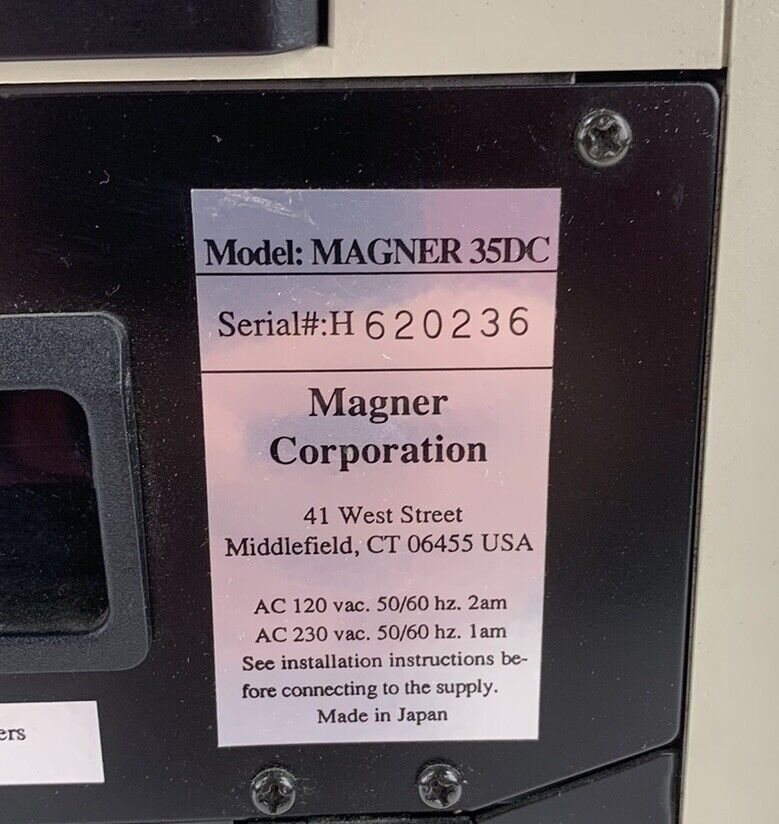 Model: MAGNER 35DC
Serial#:H 620236
Magner
Corporation
41 West Street
Middlefield, CT 06455 USA
AC 120 vac. 50/60 hz. 2am
AC 230 vac. 50/60 hz. 1am
See installation instructions be-
fore connecting to the supply.
Made in Japan